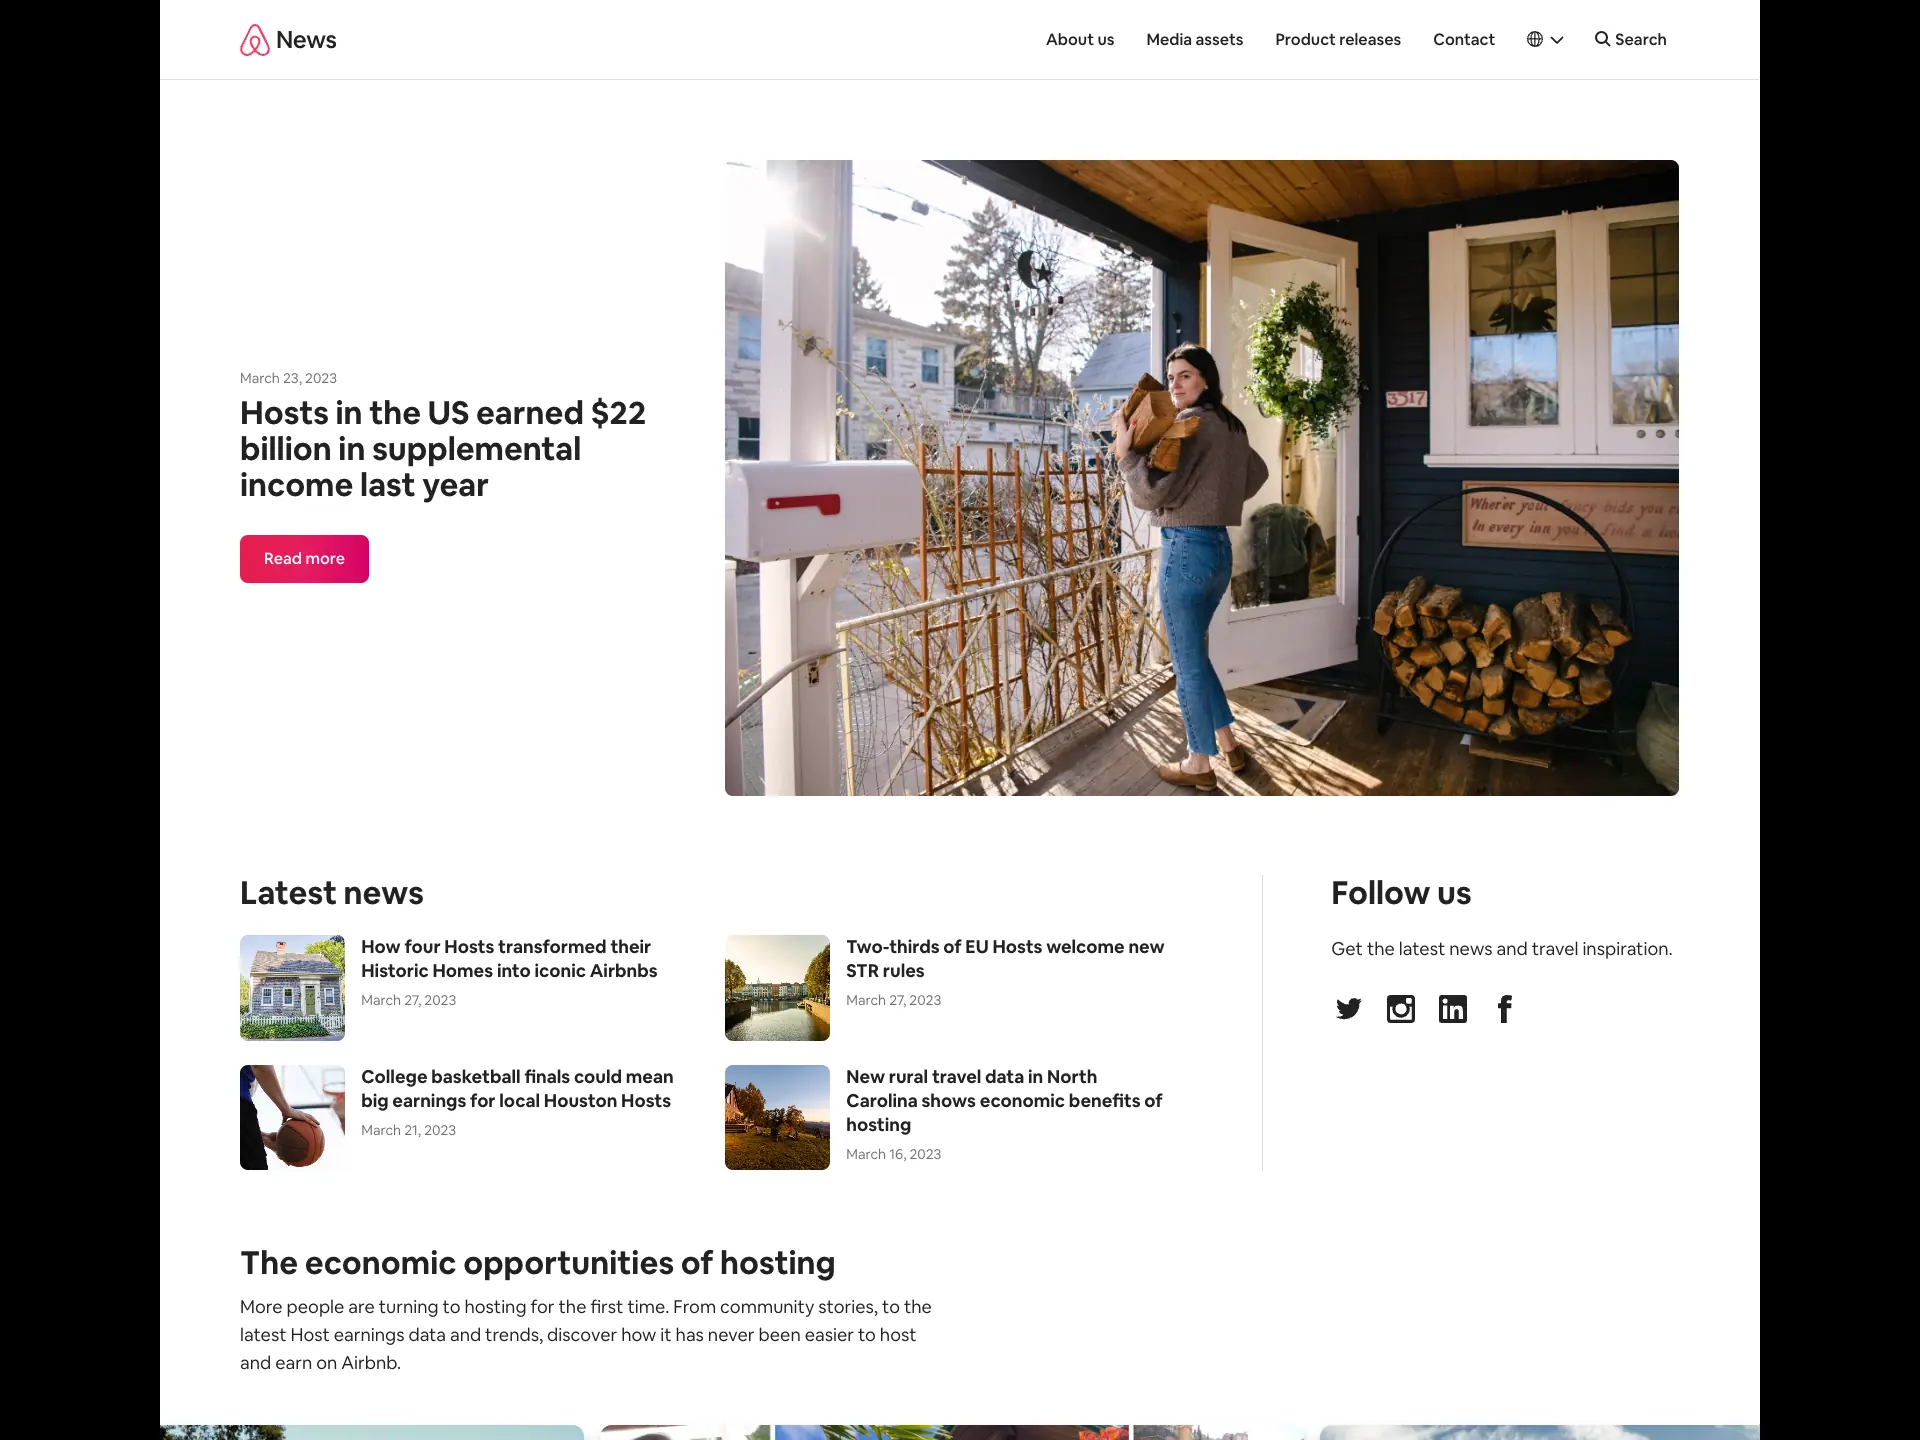 News
About us Media assets Product releases Contact Search
March 23, 2023
Hosts in the US earned $22
billion in supplemental
income last year
Read more
3517
Where'er your fancy bids you r
In every inn you'll find a
Latest news
How four Hosts transformed their
Historic Homes into iconic Airbnbs
March 27, 2023
Two-thirds of EU Hosts welcome new
STR rules
March 27, 2023
College basketball finals could mean
big earnings for local Houston Hosts
March 21, 2023
New rural travel data in North
Carolina shows economic benefits of
hosting
March 16, 2023
Follow us
Get the latest news and travel inspiration.
The economic opportunities of hosting
More people are turning to hosting for the first time. From community stories, to the
latest Host earnings data and trends, discover how it has never been easier to host
and earn on Airbnb.